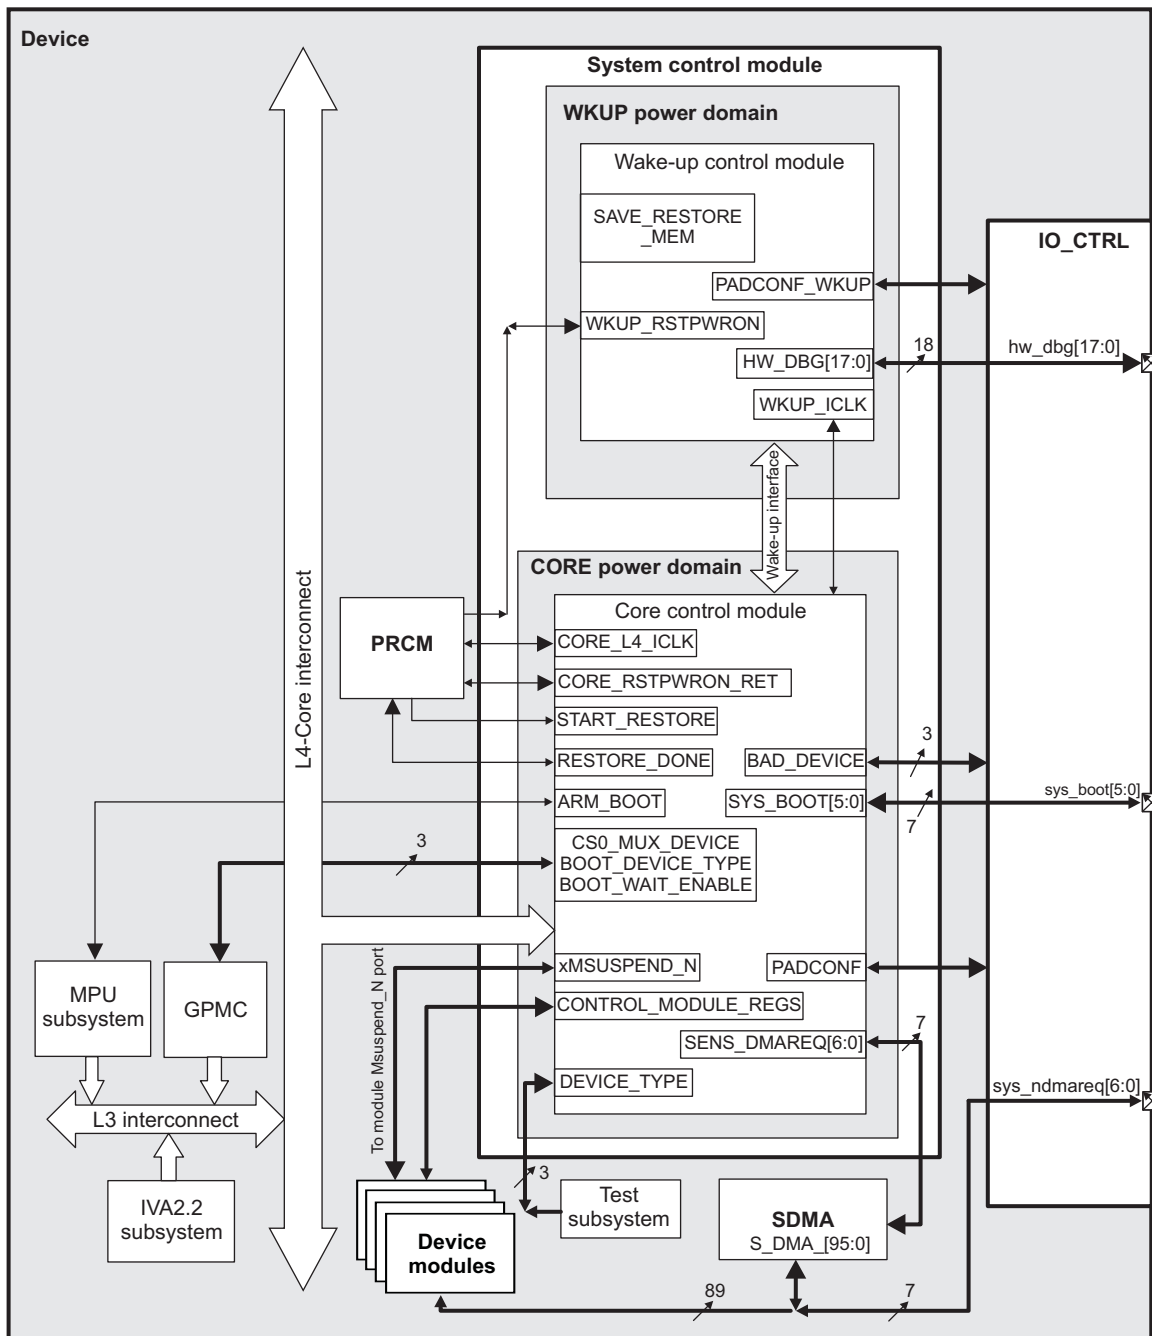 Device
System control module
WKUP power domain
Wake-up control module
SAVE_RESTORE
_MEM
IO_CTRL
PADCONF_WKUP
WKUP_RSTPWRON
18
hw_dbg[17:0]
HW_DBG[17:0]
WKUP_ICLK
Wake-up interface
CORE power domain
Core control module
L4-Core interconnect
PRCM
CORE_L4_ICLK
CORE_RSTPWRON_RET
START_RESTORE
3
RESTORE_DONE
BAD_DEVICE
sys_boot[5:0]
ARM_BOOT
SYS_BOOT[5:0]
7
3
CS0_MUX_DEVICE
BOOT_DEVICE_TYPE
BOOT_WAIT_ENABLE
To module Msuspend_N port
xMSUSPEND_N
PADCONF
MPU
subsystem
GPMC
CONTROL_MODULE_REGS
7
SENS_DMAREQ[6:0]
DEVICE_TYPE
sys_ndmareq[6:0]
L3 interconnect
3
IVA2.2
subsystem
Test
subsystem
SDMA
S_DMA_[95:0]
Device
modules
89
7